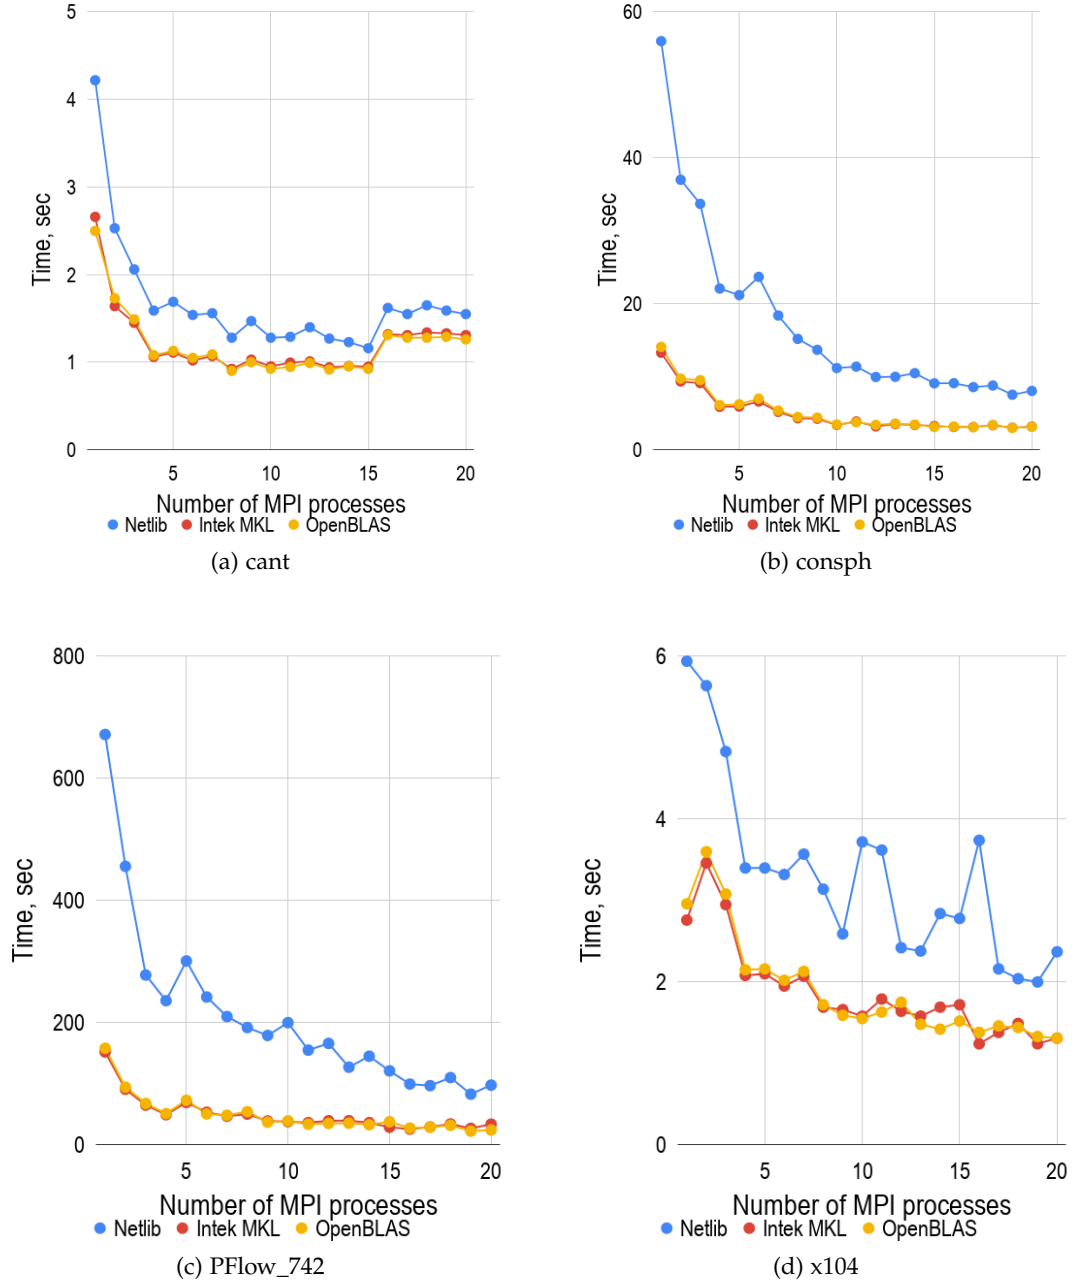 5
4
3
2
1
0
Time, sec
5 10 15 20
Number of MPI processes
Netlib Intek MKL OpenBLAS
(a) cant
60
40
20
0
Time, sec
5 10 15 20
Number of MPI processes
Netlib Intek MKL OpenBLAS
(b) consph
800
600
400
200
0
Time, sec
5 10 15 20
Number of MPI processes
Netlib Intek MKL OpenBLAS
(c) PFlow_742
6
4
2
0
Time, sec
5 10 15 20
Number of MPI processes
Netlib Intek MKL OpenBLAS
(d) x104